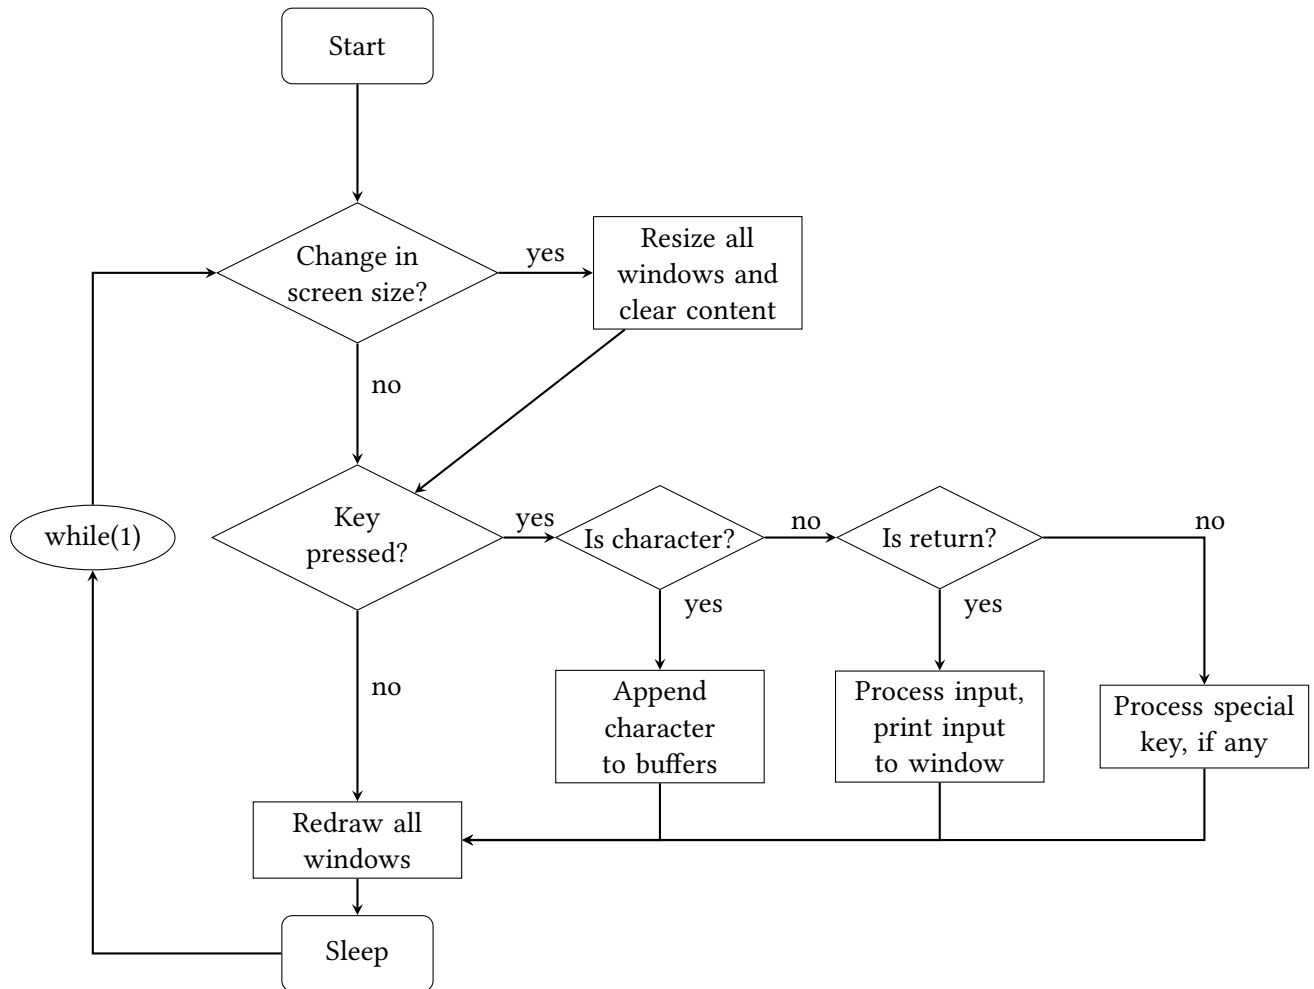 Start
Change in
screen size?
yes
Resize all
windows and
clear content
no
while(1)
Key
pressed?
yes
Is character?
no
Is return?
no
yes
yes
no
Append
character
to buffers
Process input,
print input
to window
Process special
key, if any
Redraw all
windows
Sleep